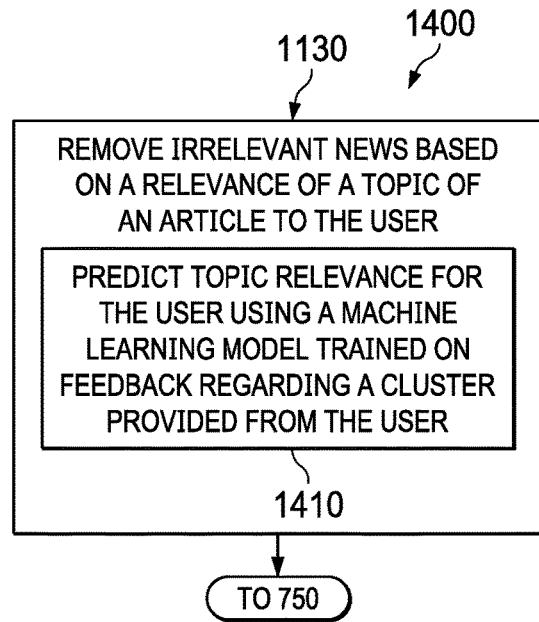 1400
1130
REMOVE IRRELEVANT NEWS BASED
ON A RELEVANCE OF A TOPIC OF
AN ARTICLE TO THE USER
PREDICT TOPIC RELEVANCE FOR
THE USER USING A MACHINE
LEARNING MODEL TRAINED ON
FEEDBACK REGARDING A CLUSTER
PROVIDED FROM THE USER
1410
TO 750